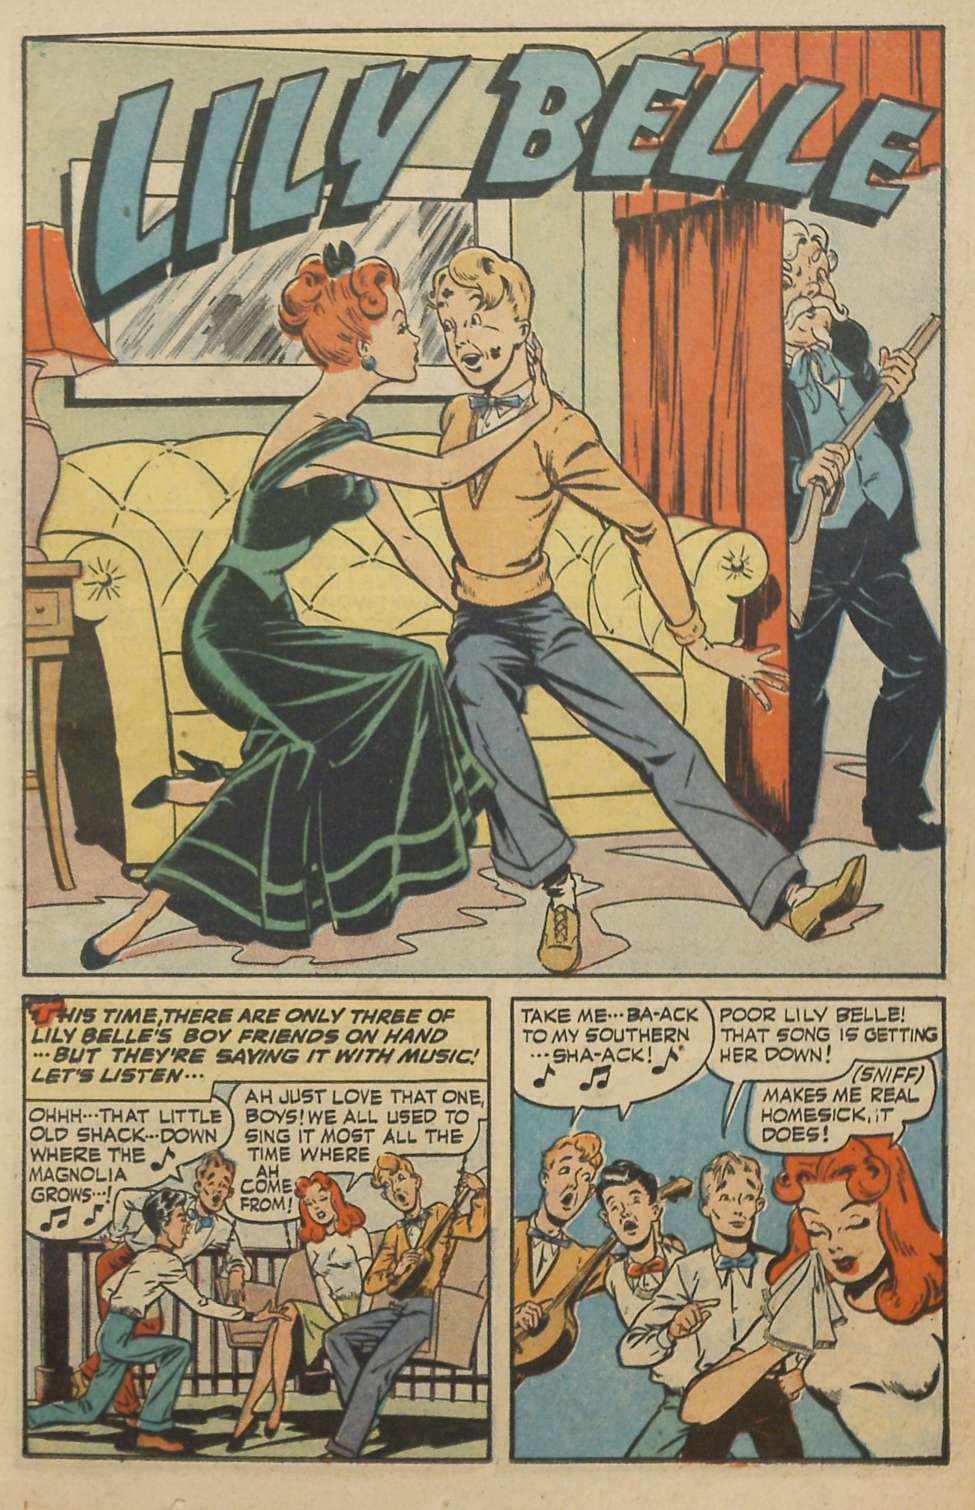 LILY BELLE
THIS TIME, THERE ARE ONLY THREE OF
LILY BELLE'S BOY FRIENDS ON HAND
...BUT THEY'RE SAYING IT WITH MUSIC!
LET'S LISTEN...
OHHH...THAT LITTLE
OLD SHACK...DOWN
WHERE THE
MAGNOLIA
GROWS...!
AH JUST LOVE THAT ONE,
BOYS! WE ALL USED TO
SING IT MOST ALL THE
TIME WHERE
AH
COME
FROM!
TAKE ME...BA-ACK
TO MY SOUTHERN
...SHA-ACK!
POOR LILY BELLE!
THAT SONG IS GETTING
HER DOWN!
(SNIFF)
MAKES ME REAL
HOMESICK, IT
DOES!